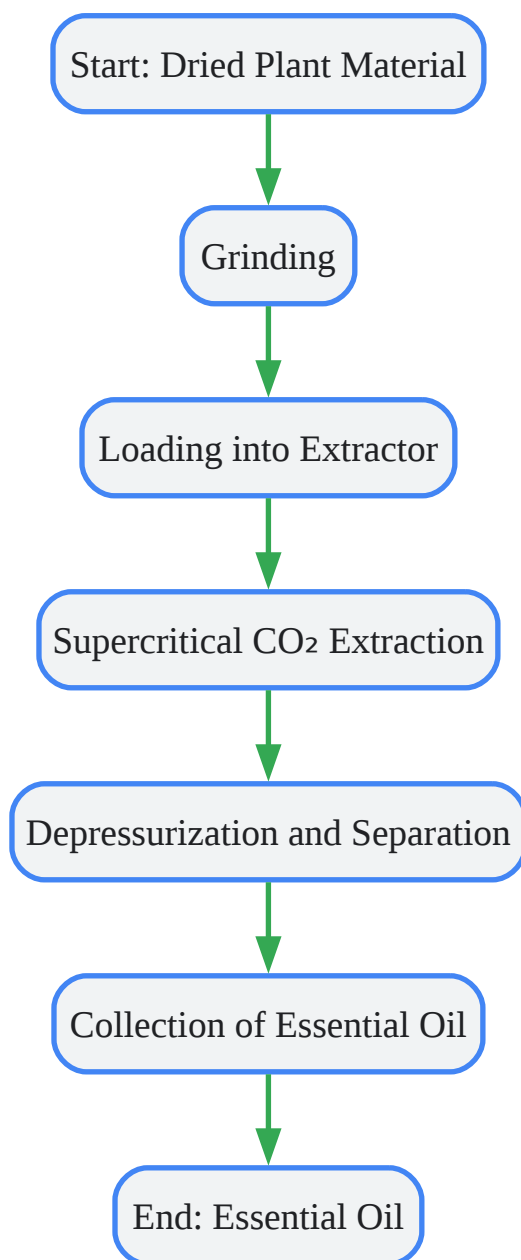 Start: Dried Plant Material
Grinding
Loading into Extractor
Supercritical CO₂ Extraction
Depressurization and Separation
Collection of Essential Oil
End: Essential Oil